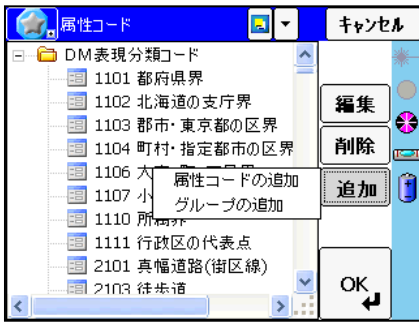 属性コード
キャンセル
DM表現分類コード
1101 都府県界
1102 北海道の支庁界
1103 郡市・東京都の区界
1104 町村・指定都市の区界
1106 大
1107 小
属性コードの追加
グループの追加
1110 所属界
1111 行政区の代表点
2101 真幅道路(街区線)
2103 徒歩道
編集
削除
追加
OK